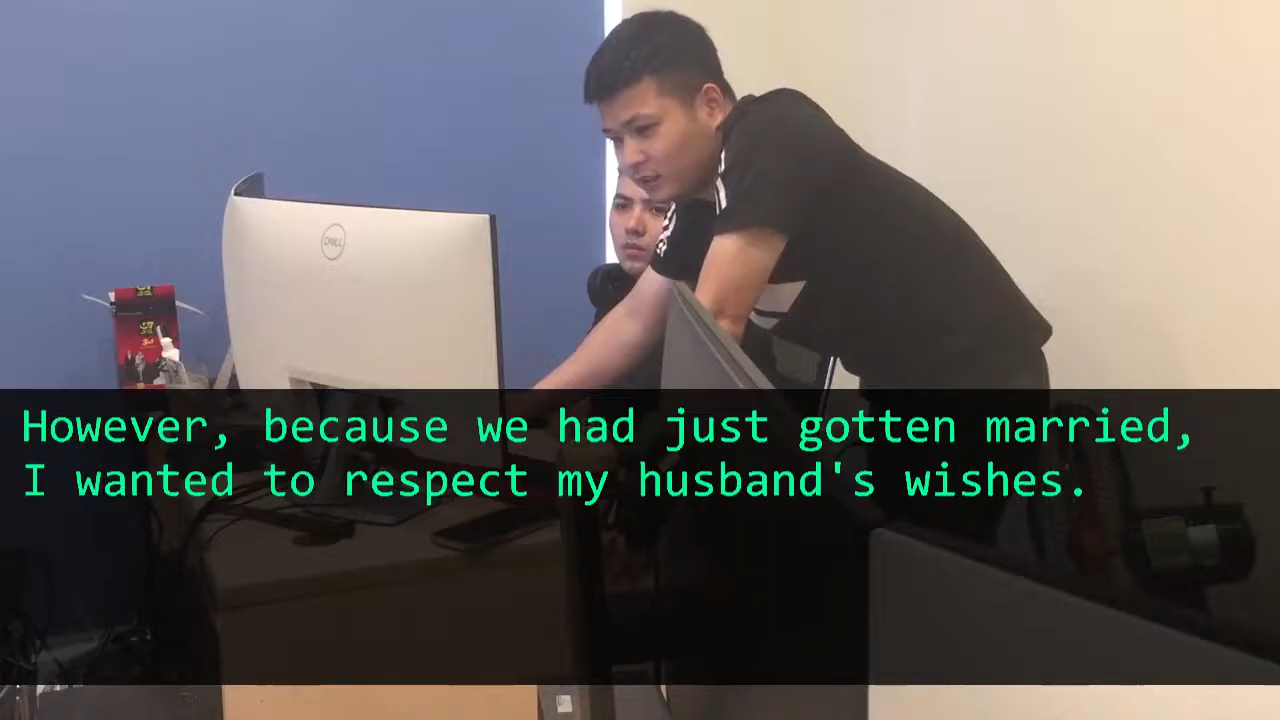 DELL
However, because we had just gotten married,
I wanted to respect my husband's wishes.